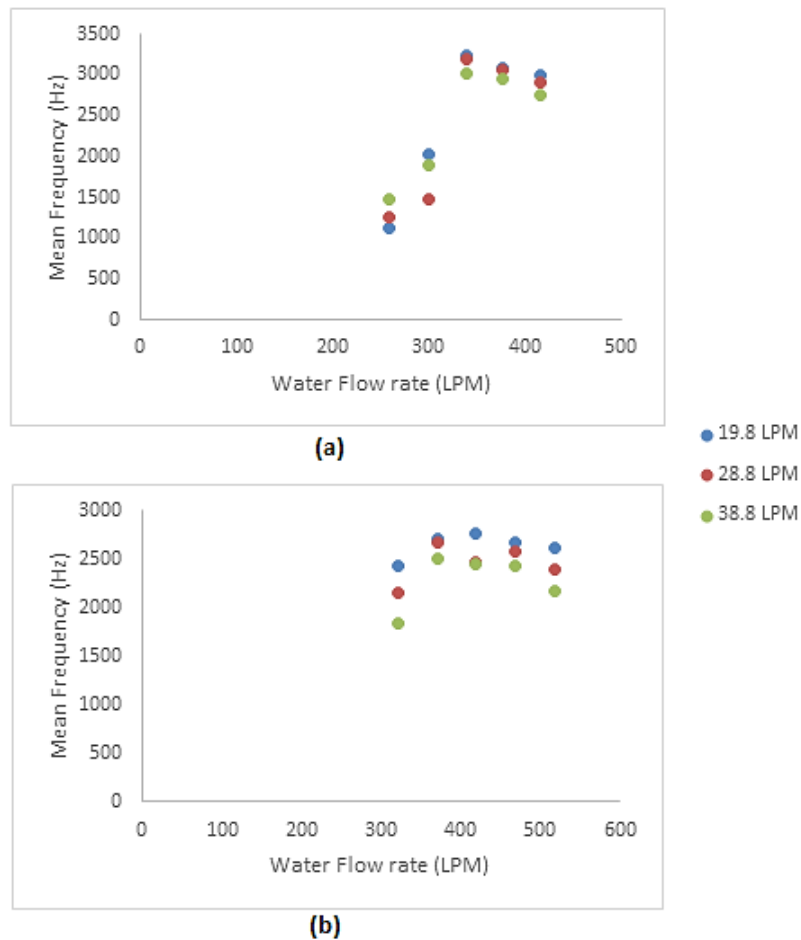 3500
3000
2500
2000
1500
1000
500
0
Mean Frequency (Hz)
0 100 200 300 400 500
Water Flow rate (LPM)
(a)
19.8 LPM
28.8 LPM
38.8 LPM
3000
2500
2000
1500
1000
500
0
Mean Frequency (Hz)
0 100 200 300 400 500 600
Water Flow rate (LPM)
(b)